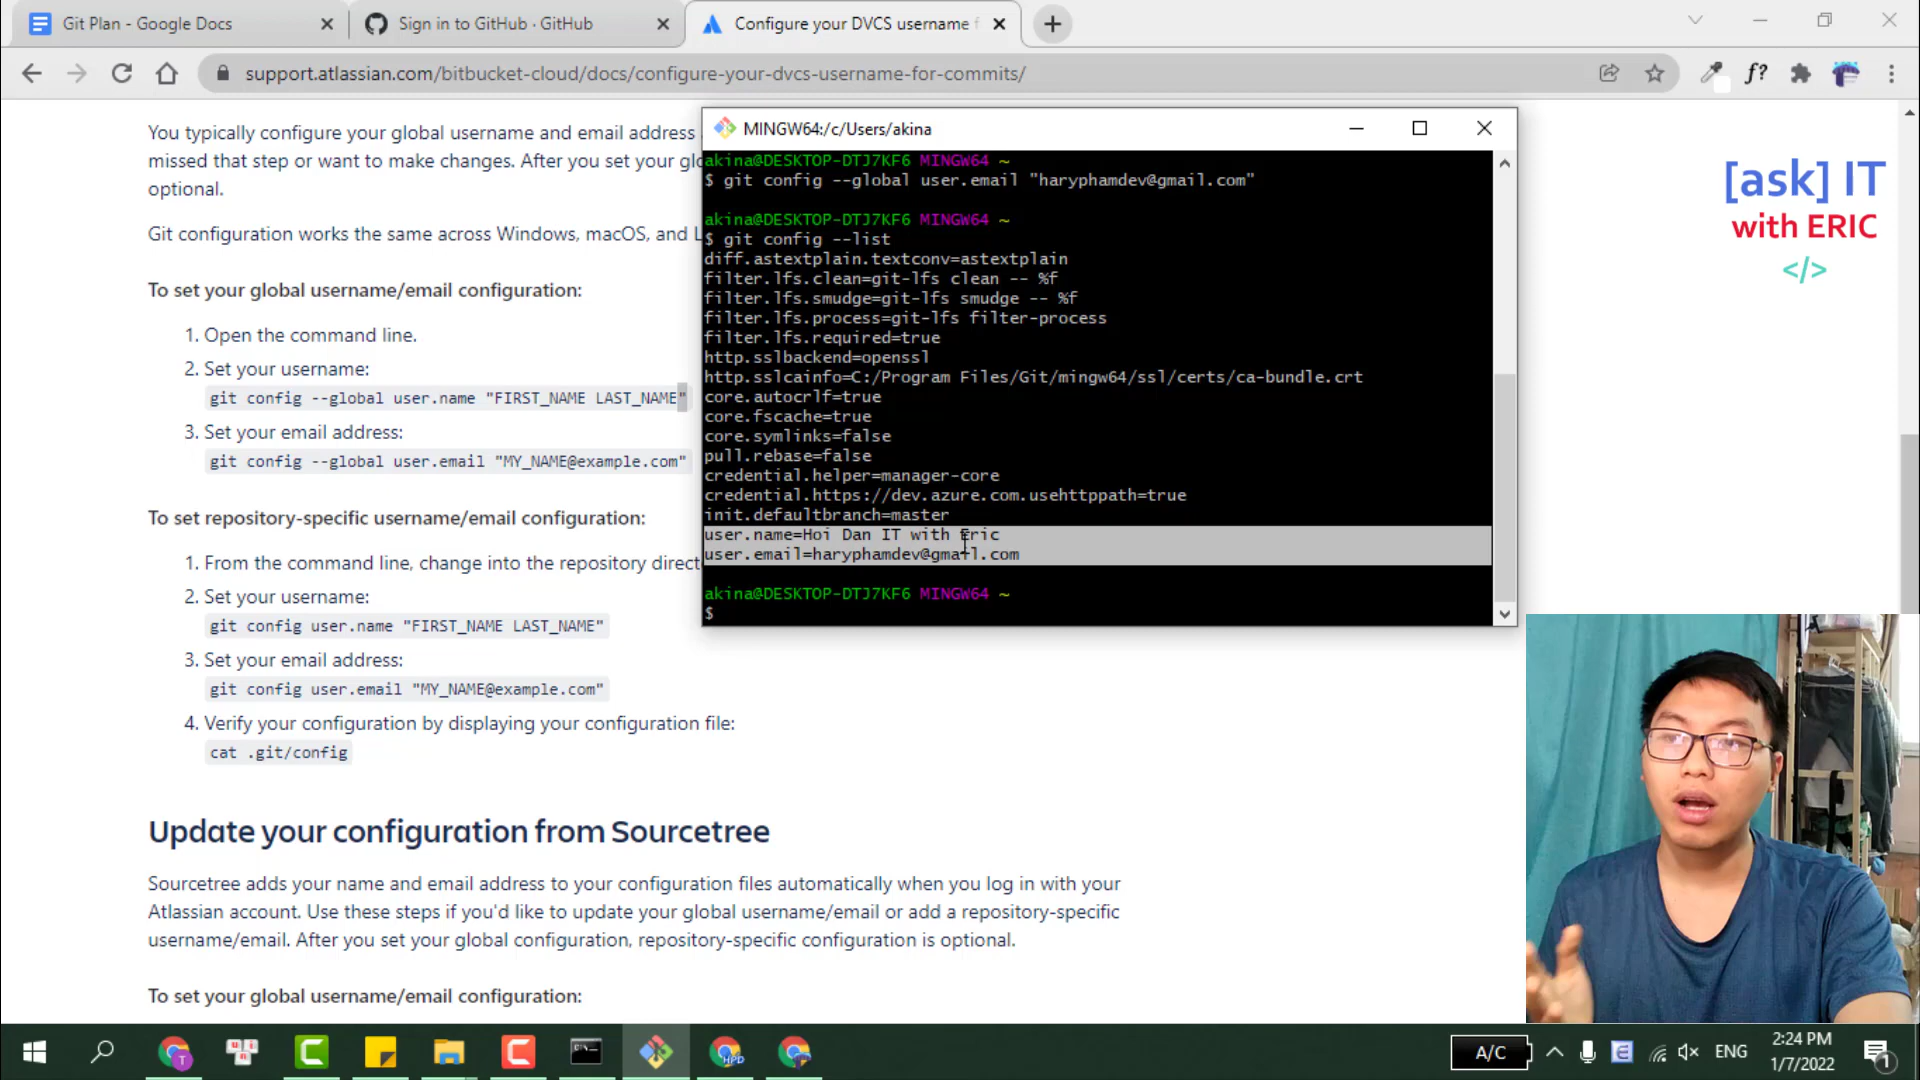 Git Plan - Google Docs
Sign in to GitHub · GitHub
Configure your DVCS username f
support.atlassian.com/bitbucket-cloud/docs/configure-your-dvcs-username-for-commits/
f?
You typically configure your global username and email address
missed that step or want to make changes. After you set your glo
optional.
Git configuration works the same across Windows, macOS, and L
To set your global username/email configuration:
1. Open the command line.
2. Set your username:
git config --global user.name "FIRST_NAME LAST_NAME"
3. Set your email address:
git config --global user.email "MY_NAME@example.com"
To set repository-specific username/email configuration:
1. From the command line, change into the repository direct
2. Set your username:
git config user.name "FIRST_NAME LAST_NAME"
3. Set your email address:
git config user.email "MY_NAME@example.com"
4. Verify your configuration by displaying your configuration file:
cat .git/config
Update your configuration from Sourcetree
Sourcetree adds your name and email address to your configuration files automatically when you log in with your
Atlassian account. Use these steps if you'd like to update your global username/email or add a repository-specific
username/email. After you set your global configuration, repository-specific configuration is optional.
To set your global username/email configuration:
MINGW64:/c/Users/akina
akina@DESKTOP-DTJ7KF6 MINGW64 ~
$ git config --global user.email "haryphamdev@gmail.com"
akina@DESKTOP-DTJ7KF6 MINGW64 ~
$ git config --list
diff.astextplain.textconv=astextplain
filter.lfs.clean=git-lfs clean -- %f
filter.lfs.smudge=git-lfs smudge -- %f
filter.lfs.process=git-lfs filter-process
filter.lfs.required=true
http.sslbackend=openssl
http.sslcainfo=C:/Program Files/Git/mingw64/ssl/certs/ca-bundle.crt
core.autocrlf=true
core.fscache=true
core.symlinks=false
pull.rebase=false
credential.helper=manager-core
credential.https://dev.azure.com.usehttppath=true
init.defaultbranch=master
user.name=Hoi Dan IT with Eric
user.email=haryphamdev@gmail.com
akina@DESKTOP-DTJ7KF6 MINGW64 ~
$
[ask] IT
with ERIC
</>
T
HPD
A/C
E
ENG
2:24 PM
1/7/2022
1